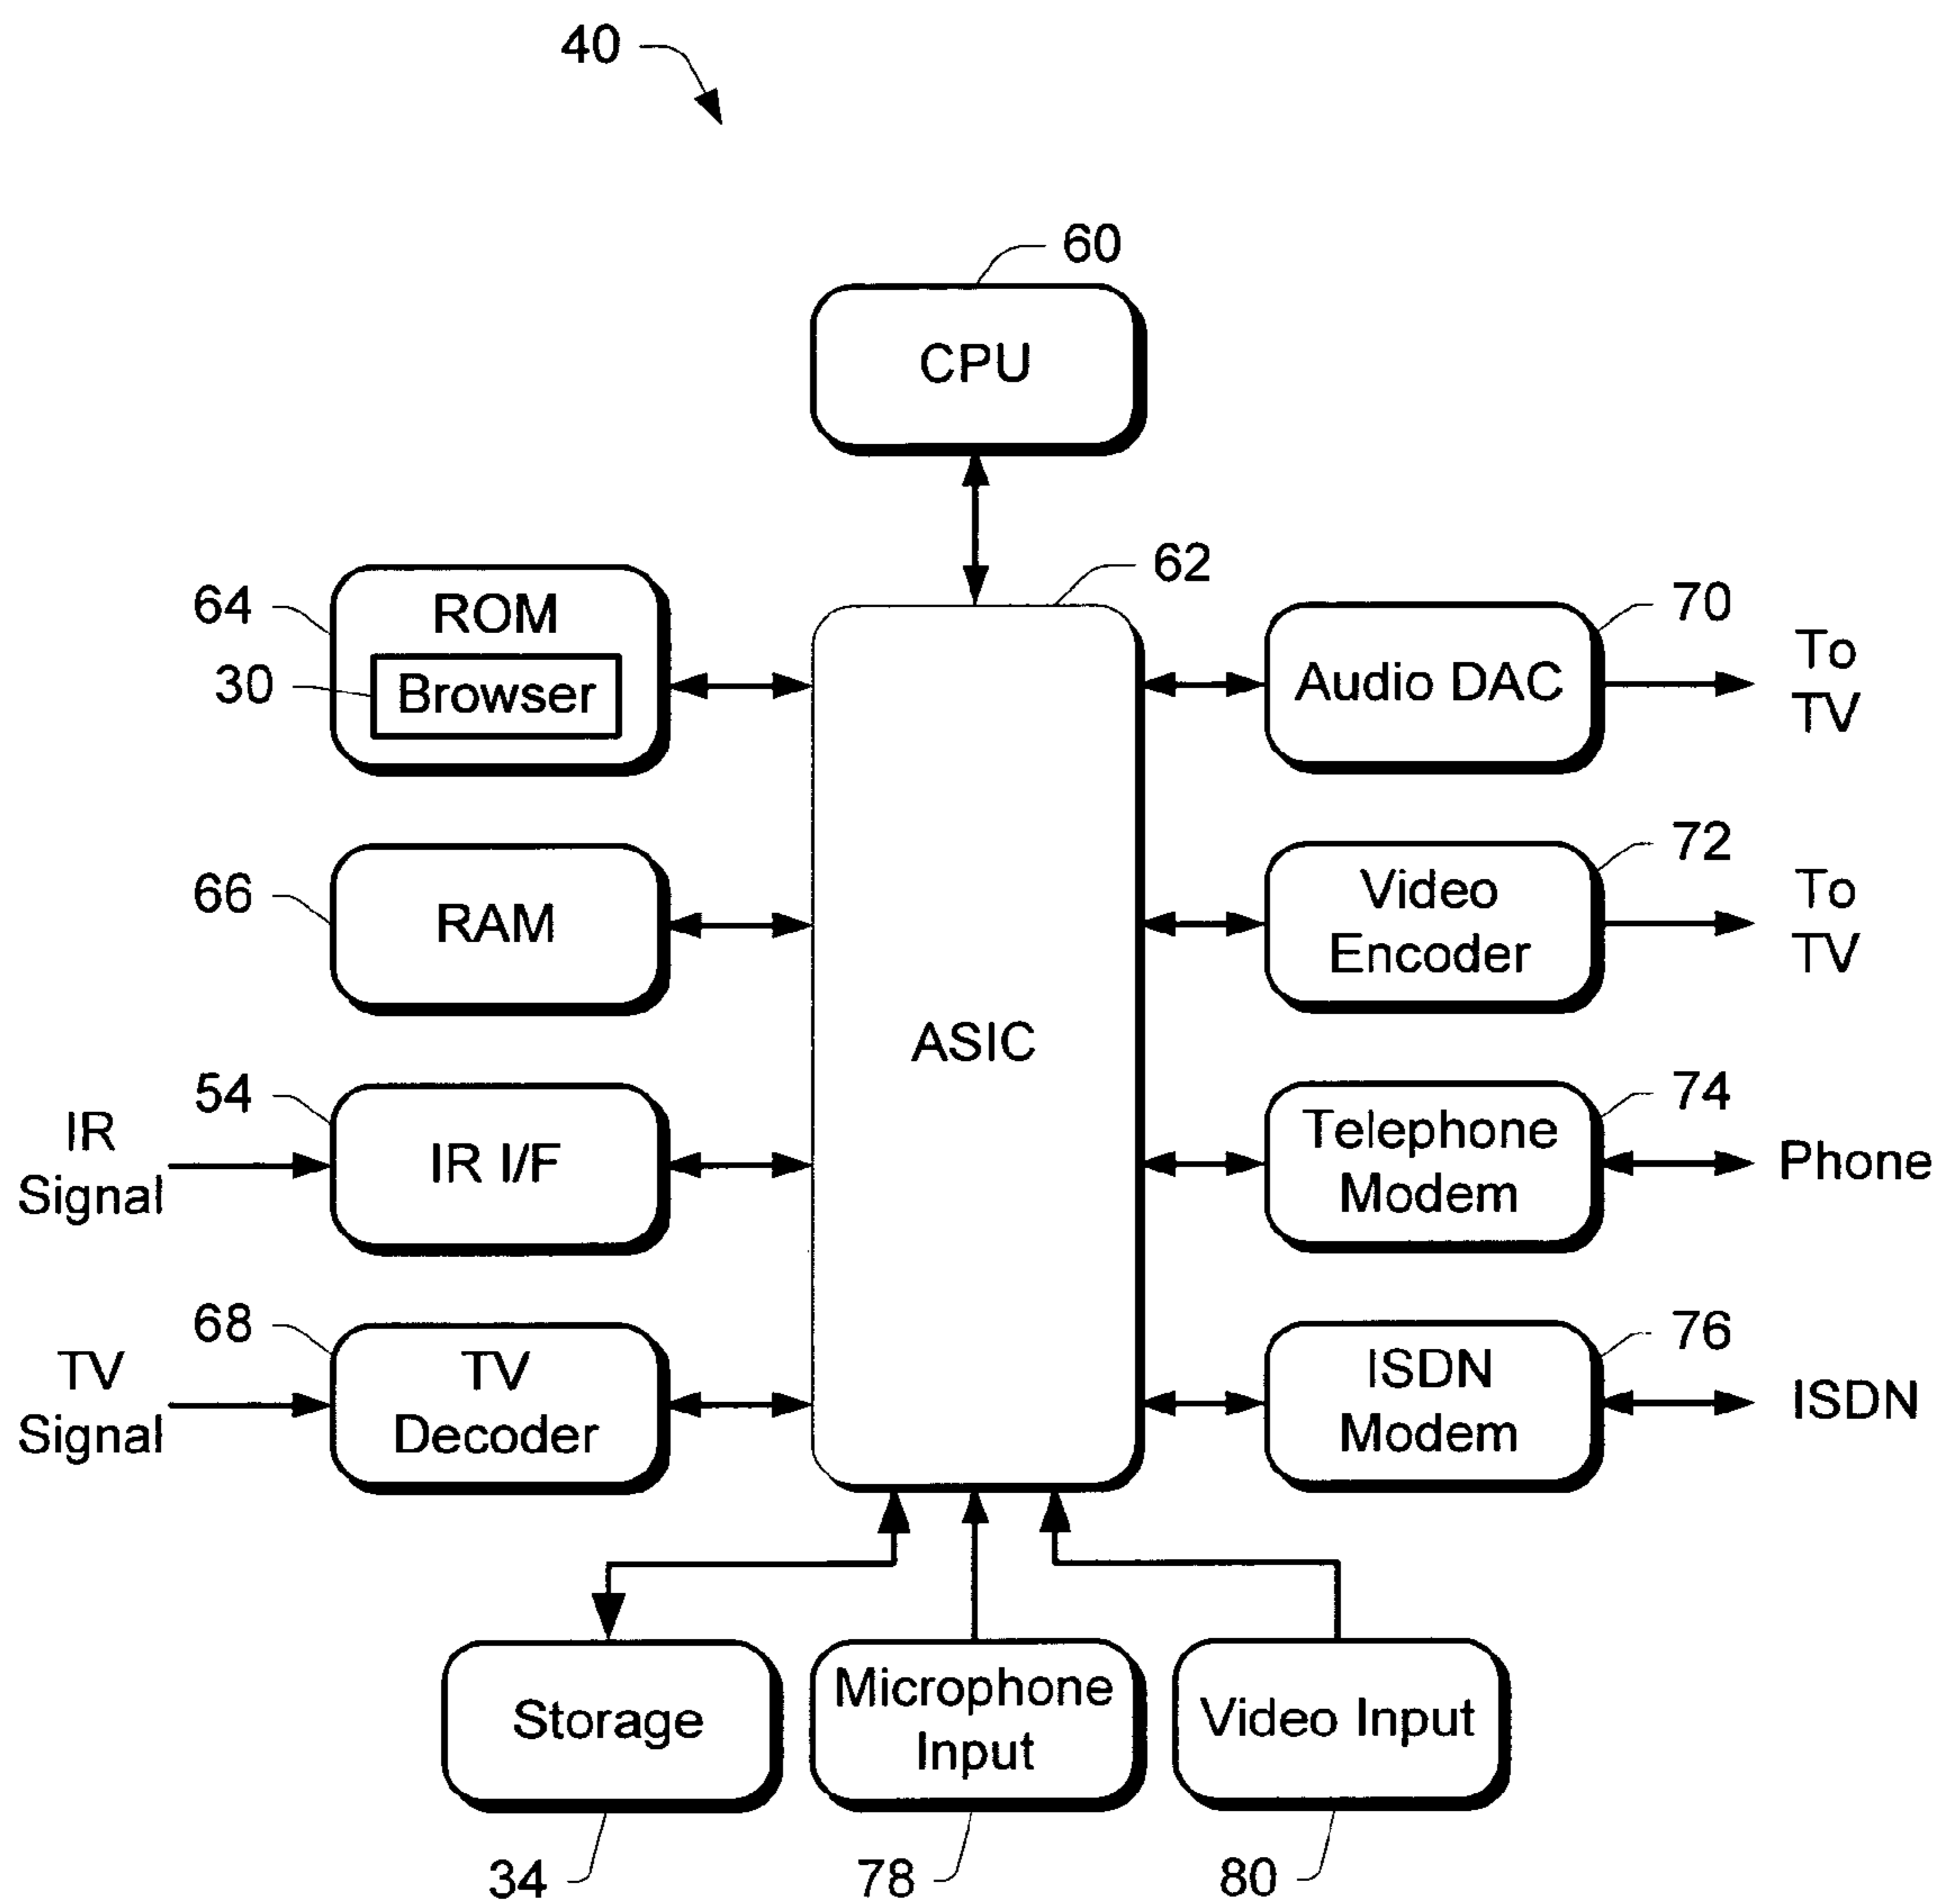 40
60
CPU
62
64
ROM
30
Browser
70
Audio DAC
To
TV
66
RAM
72
Video
Encoder
To
TV
ASIC
IR
Signal
54
IR I/F
74
Telephone
Modem
Phone
TV
Signal
68
TV
Decoder
76
ISDN
Modem
ISDN
Storage
Microphone
Input
Video Input
34
78
80